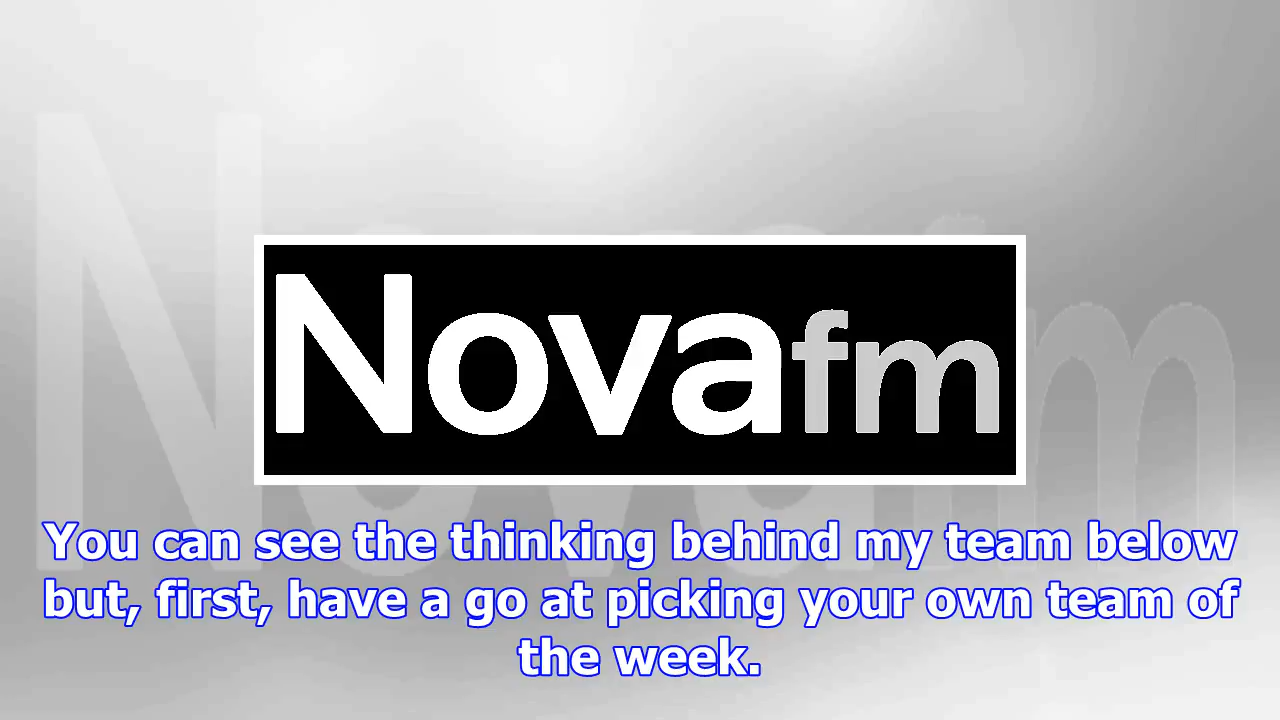 Novafm
You can see the thinking behind my team below
but, first, have a go at picking your own team of
the week.